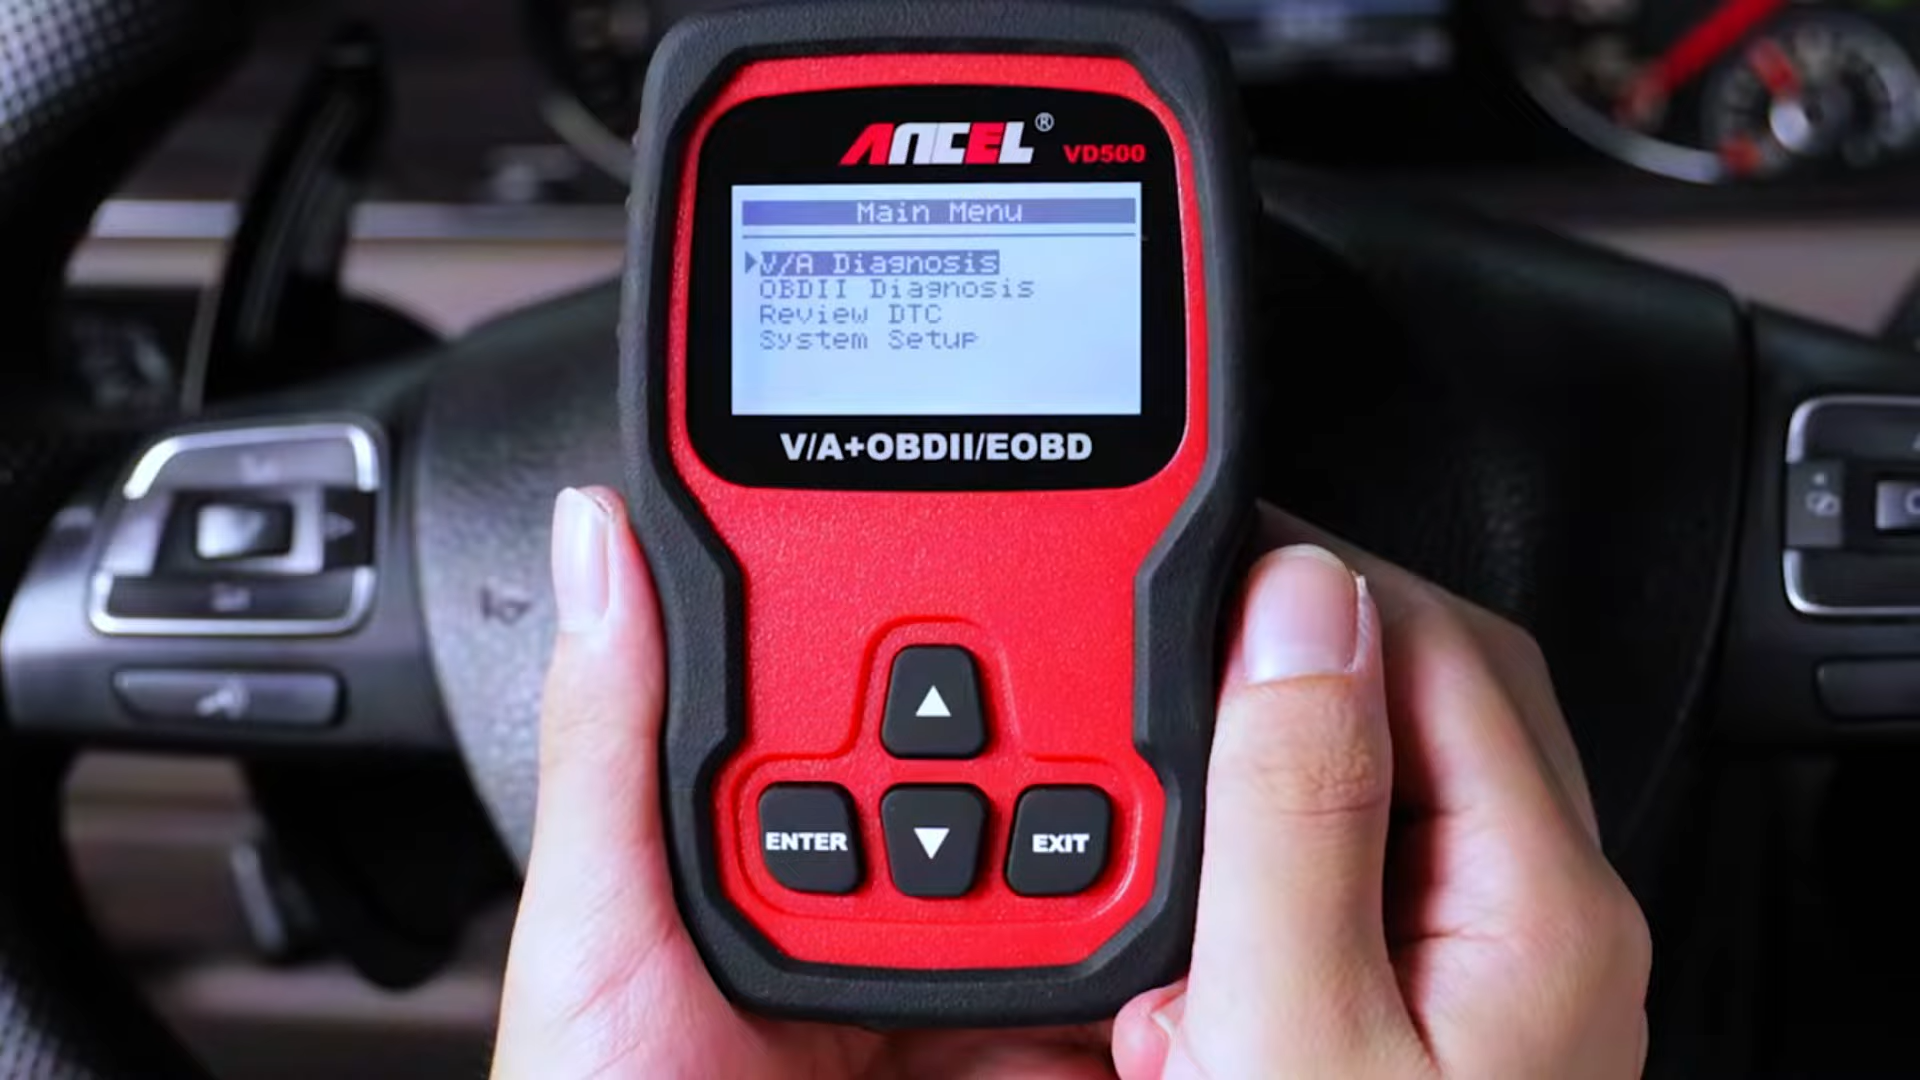 ANCEL®
VD500
Main Menu
V/A Diagnosis
OBDII Diagnosis
Review DTC
System Setup
V/A+OBDII/EOBD
ENTER
EXIT